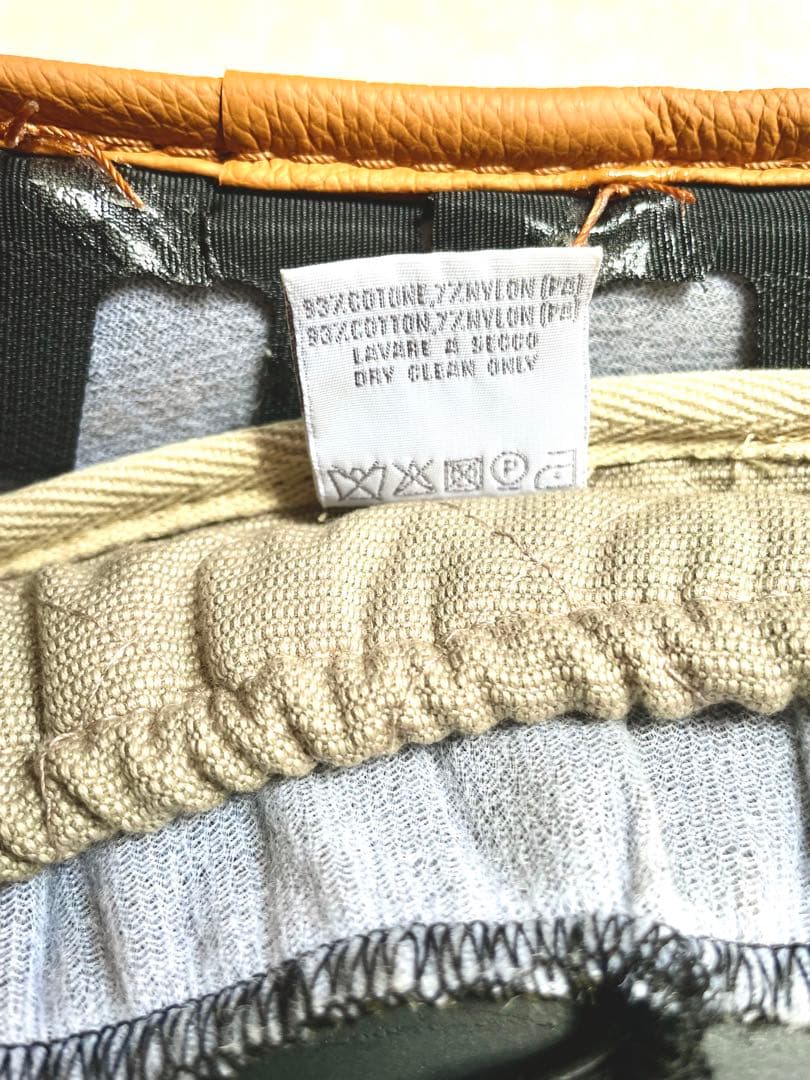 93%COTONE,7%NYLON(PA)
93%COTTON,7%NYLON(PA)
LAVARE A SECCO
DRY CLEAN ONLY
P